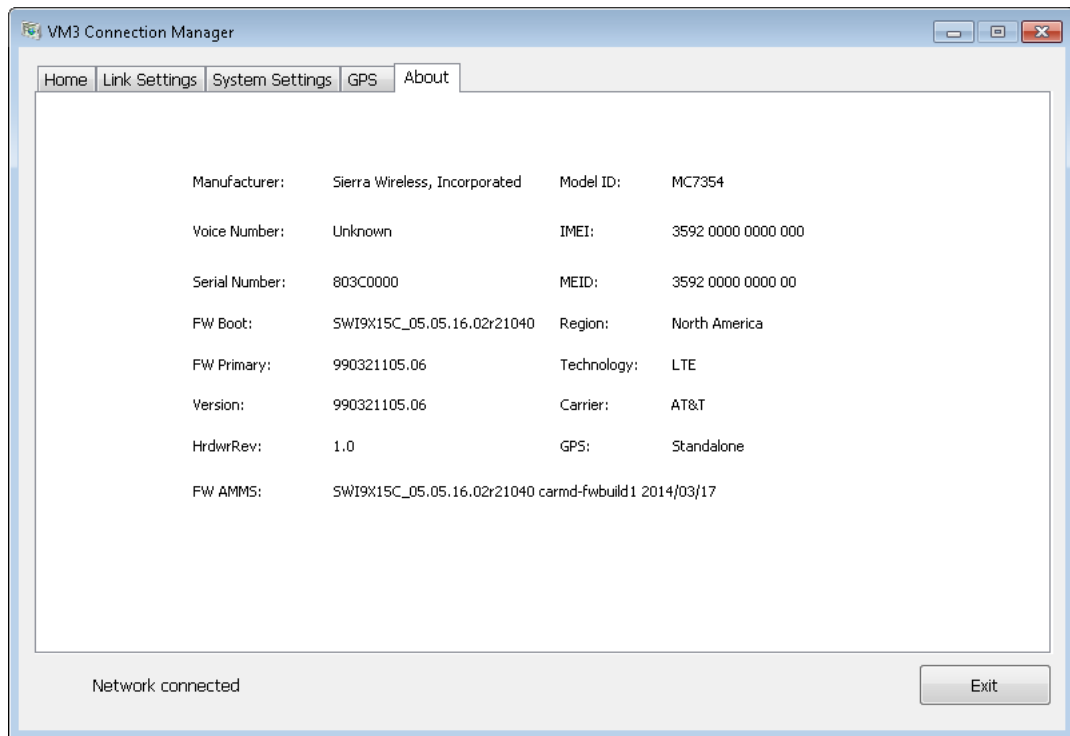 VM3 Connection Manager
Home Link Settings System Settings GPS About
Manufacturer: Sierra Wireless, Incorporated Model ID: MC7354
Voice Number: Unknown IMEI: 3592 0000 0000 000
Serial Number: 803C0000 MEID: 3592 0000 0000 00
FW Boot: SWI9X15C_05.05.16.02r21040 Region: North America
FW Primary: 990321105.06 Technology: LTE
Version: 990321105.06 Carrier: AT&T
HrdwrRev: 1.0 GPS: Standalone
FW AMMS: SWI9X15C_05.05.16.02r21040 carmd-fwbuild1 2014/03/17
Network connected Exit